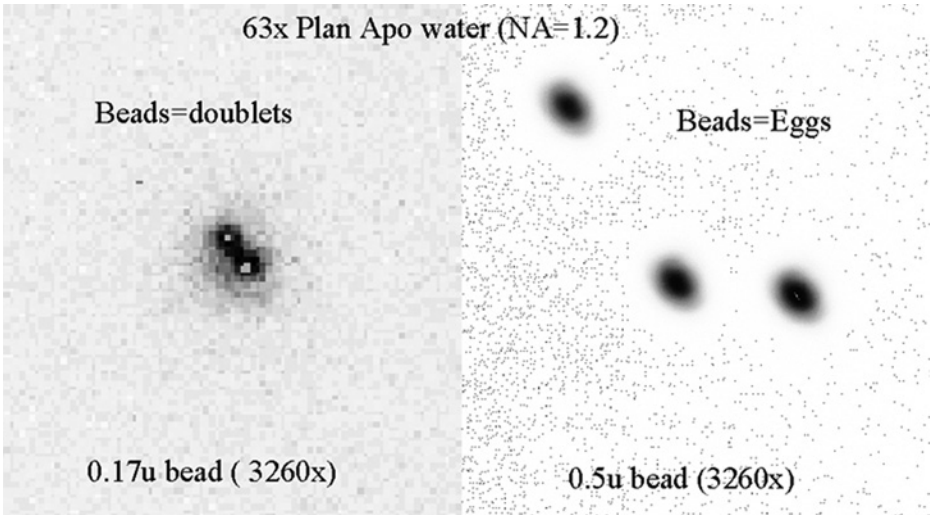 63x Plan Apo water (NA=1.2)
Beads=doublets
Beads=Eggs
0.17u bead ( 3260x)
0.5u bead (3260x)